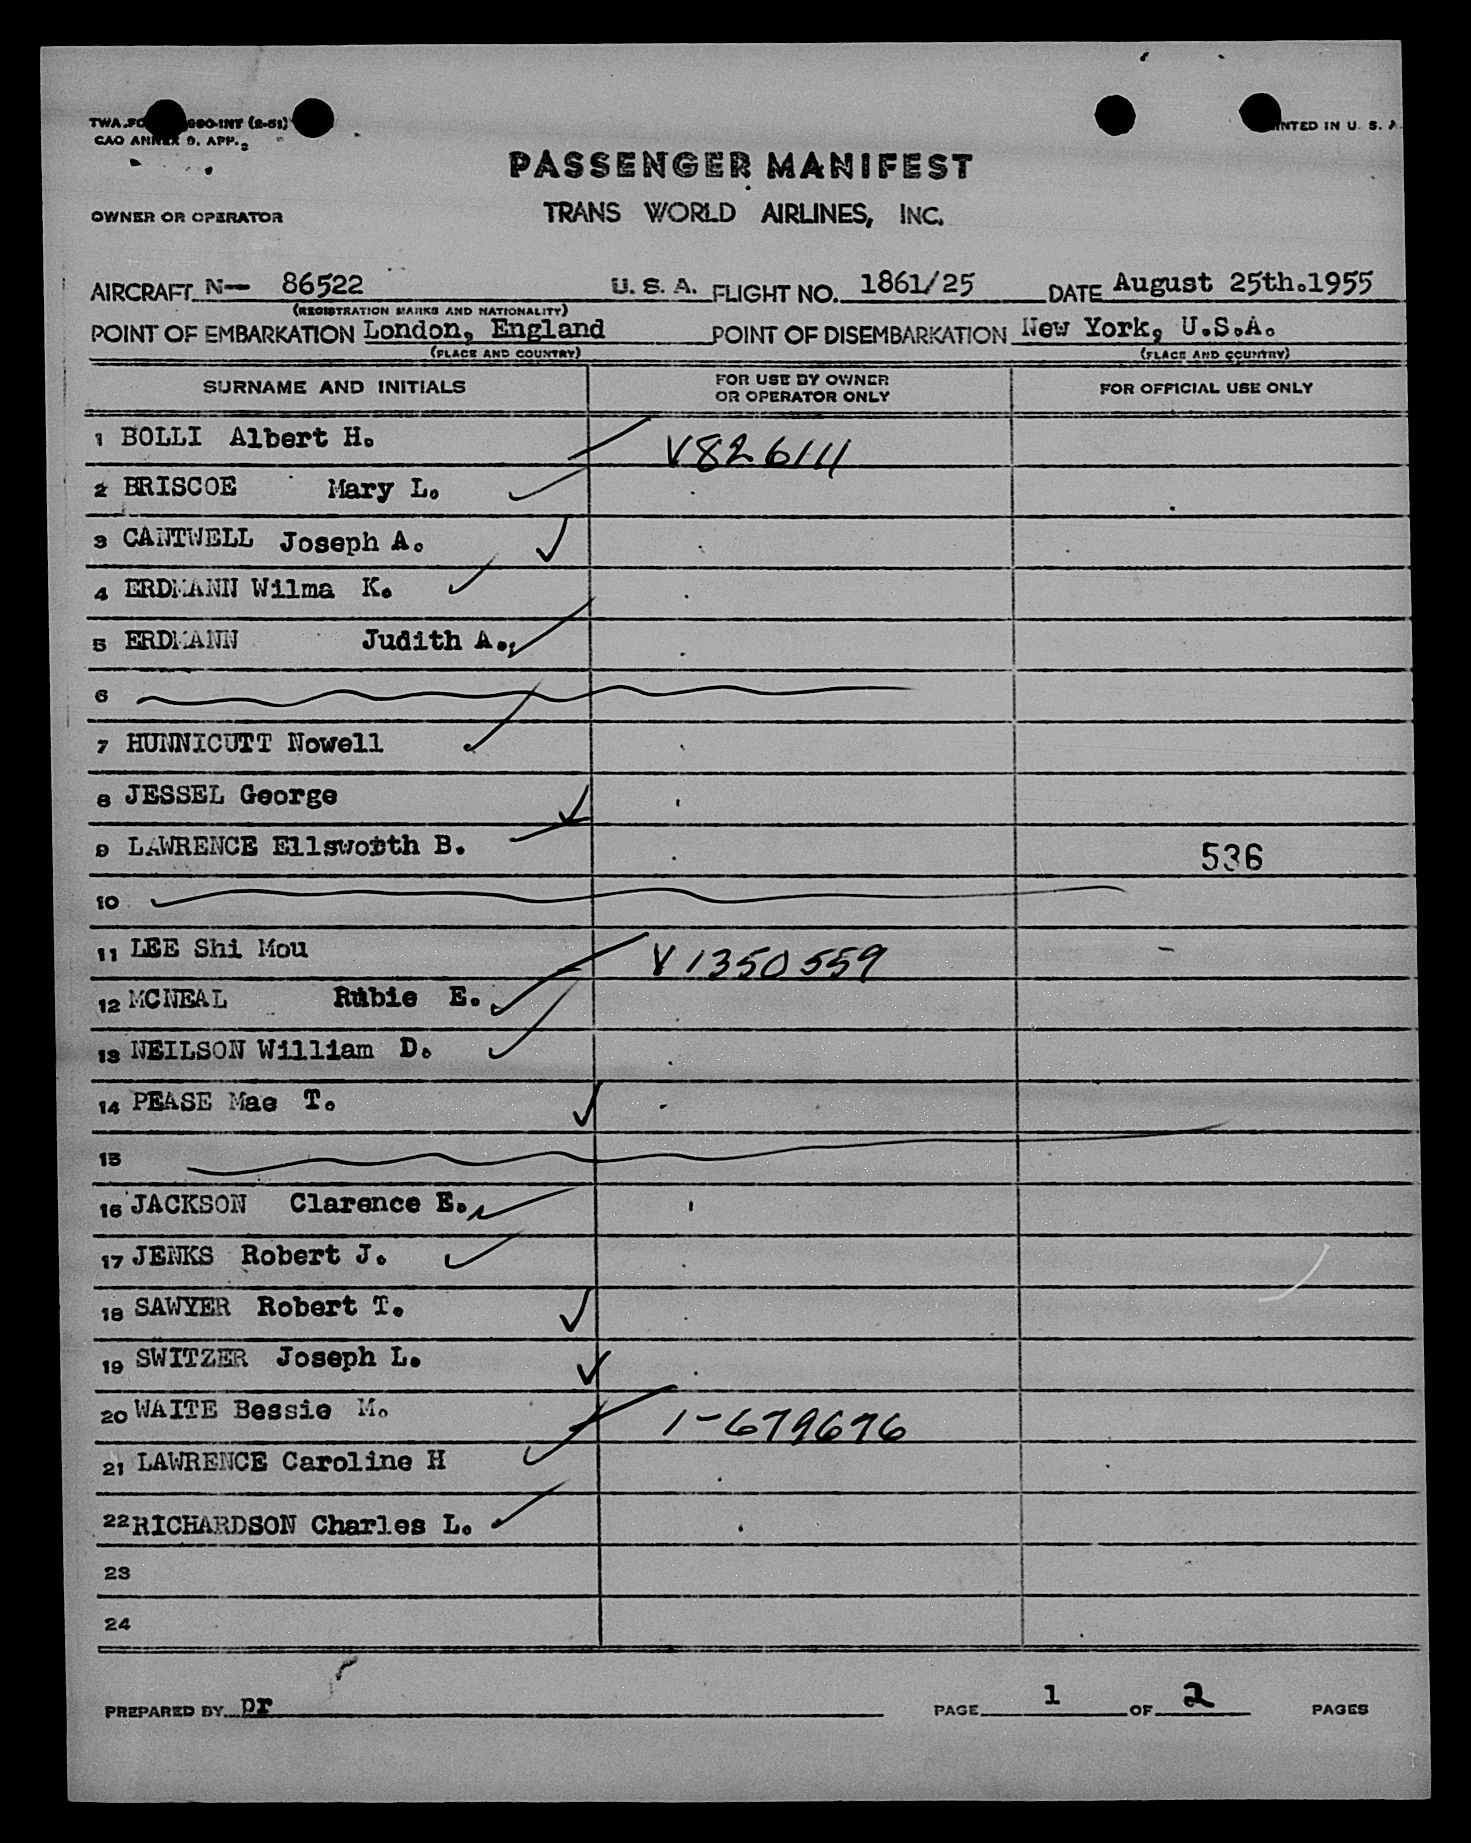 (2-51)
PRINTED IN U. S. A.
CAO ANNEX 9. APP. 2
PASSENGER MANIFEST
OWNER OR OPERATOR TRANS WORLD AIRLINES, INC.
AIRCRAFT N— 86522 U. S. A. FLIGHT NO. 1861/25 DATE August 25th.1955
(REGISTRATION MARKS AND NATIONALITY)
POINT OF EMBARKATION London, England POINT OF DISEMBARKATION New York, U.S.A.
(PLACE AND COUNTRY) (PLACE AND COUNTRY)
SURNAME AND INITIALS FOR USE BY OWNER OR OPERATOR ONLY FOR OFFICIAL USE ONLY
1 BOLLI Albert H. V82611
2 BRISCOE Mary L.
3 CANTWELL Joseph A.
4 ERDMANN Wilma K.
5 ERDMANN Judith A.
6
7 HUNNICUTT Nowell
8 JESSEL George
9 LAWRENCE Ellsworth B. 536
10
11 LEE Shi Mou V1350559
12 MCNEAL Rubie E.
13 NEILSON William D.
14 PEASE Mae T.
15
16 JACKSON Clarence E.
17 JENKS Robert J.
18 SAWYER Robert T.
19 SWITZER Joseph L.
20 WAITE Bessie M. 1-679676
21 LAWRENCE Caroline H
22 RICHARDSON Charles L.
23
24
PREPARED BY pr PAGE 1 OF 2 PAGES